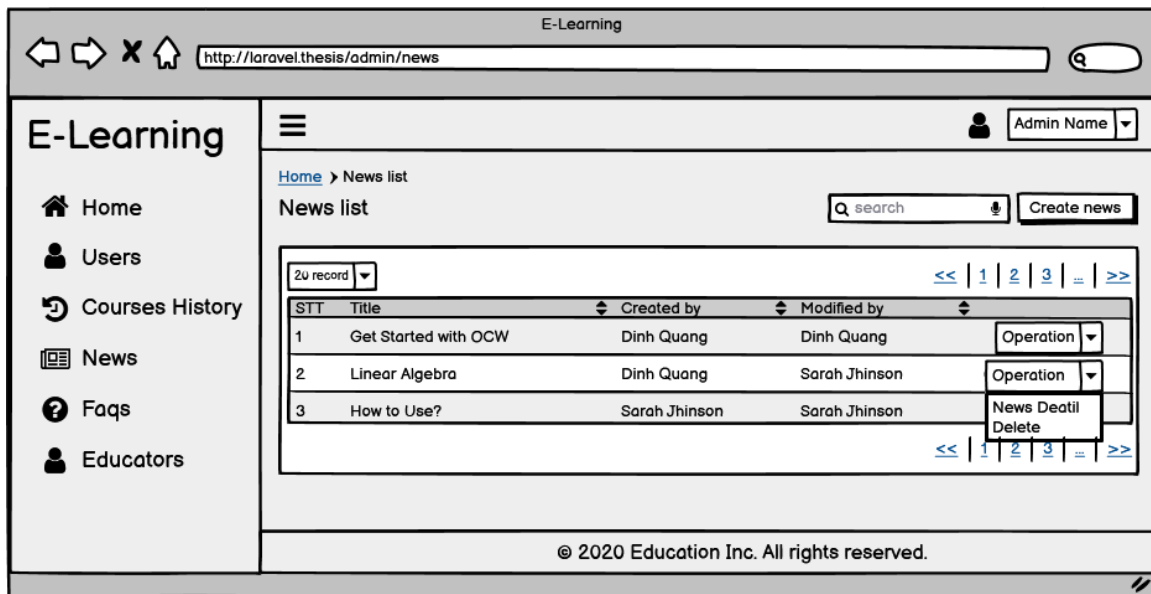 E-Learning
http://laravel.thesis/admin/news
E-Learning
Home
Users
Courses History
News
Faqs
Educators
Admin Name
Home > News list
News list
search
Create news
20 record
<< | 1 | 2 | 3 | ... | >>
STT Title Created by Modified by
1 Get Started with OCW Dinh Quang Dinh Quang Operation
2 Linear Algebra Dinh Quang Sarah Jhinson Operation
3 How to Use? Sarah Jhinson Sarah Jhinson
News Deatil
Delete
<< | 1 | 2 | 3 | ... | >>
© 2020 Education Inc. All rights reserved.